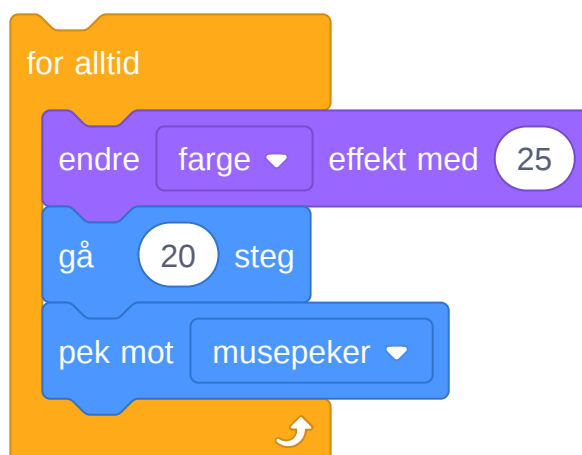 for alltid
endre farge effekt med 25
gå 20 steg
pek mot musepeker